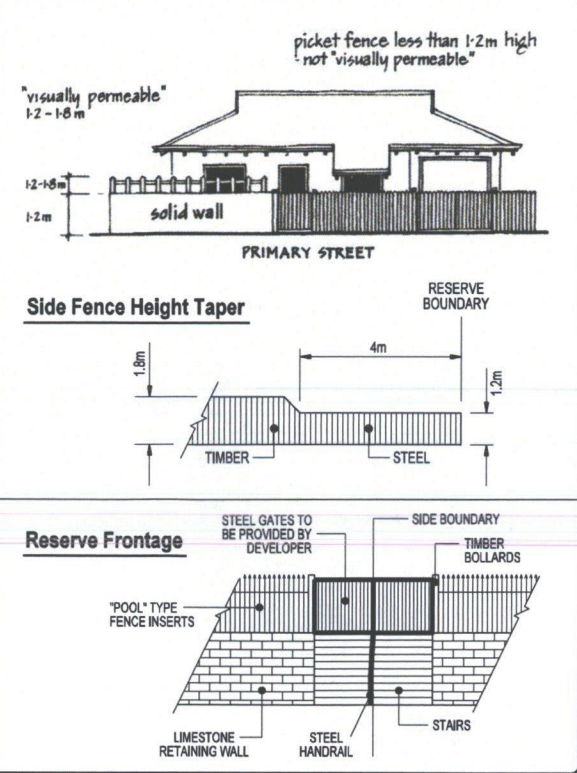 picket fence less than 1·2m high
- not "visually permeable"
"visually permeable"
1·2 - 1·8 m
1·2-1·8m
1·2m
solid wall
PRIMARY STREET
Side Fence Height Taper
RESERVE
BOUNDARY
4m
1.8m
1.2m
TIMBER
STEEL
Reserve Frontage
STEEL GATES TO
BE PROVIDED BY
DEVELOPER
SIDE BOUNDARY
TIMBER
BOLLARDS
"POOL" TYPE
FENCE INSERTS
LIMESTONE
RETAINING WALL
STEEL
HANDRAIL
STAIRS